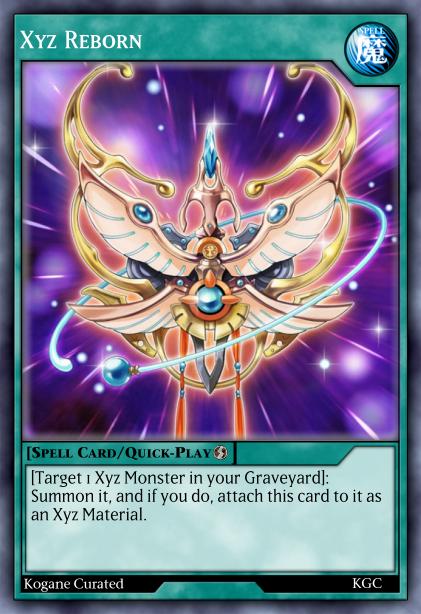 Xyz Reborn
SPELL
魔
[Spell Card/Quick-Play
[Target 1 Xyz Monster in your Graveyard]:
Summon it, and if you do, attach this card to it as
an Xyz Material.
Kogane Curated KGC